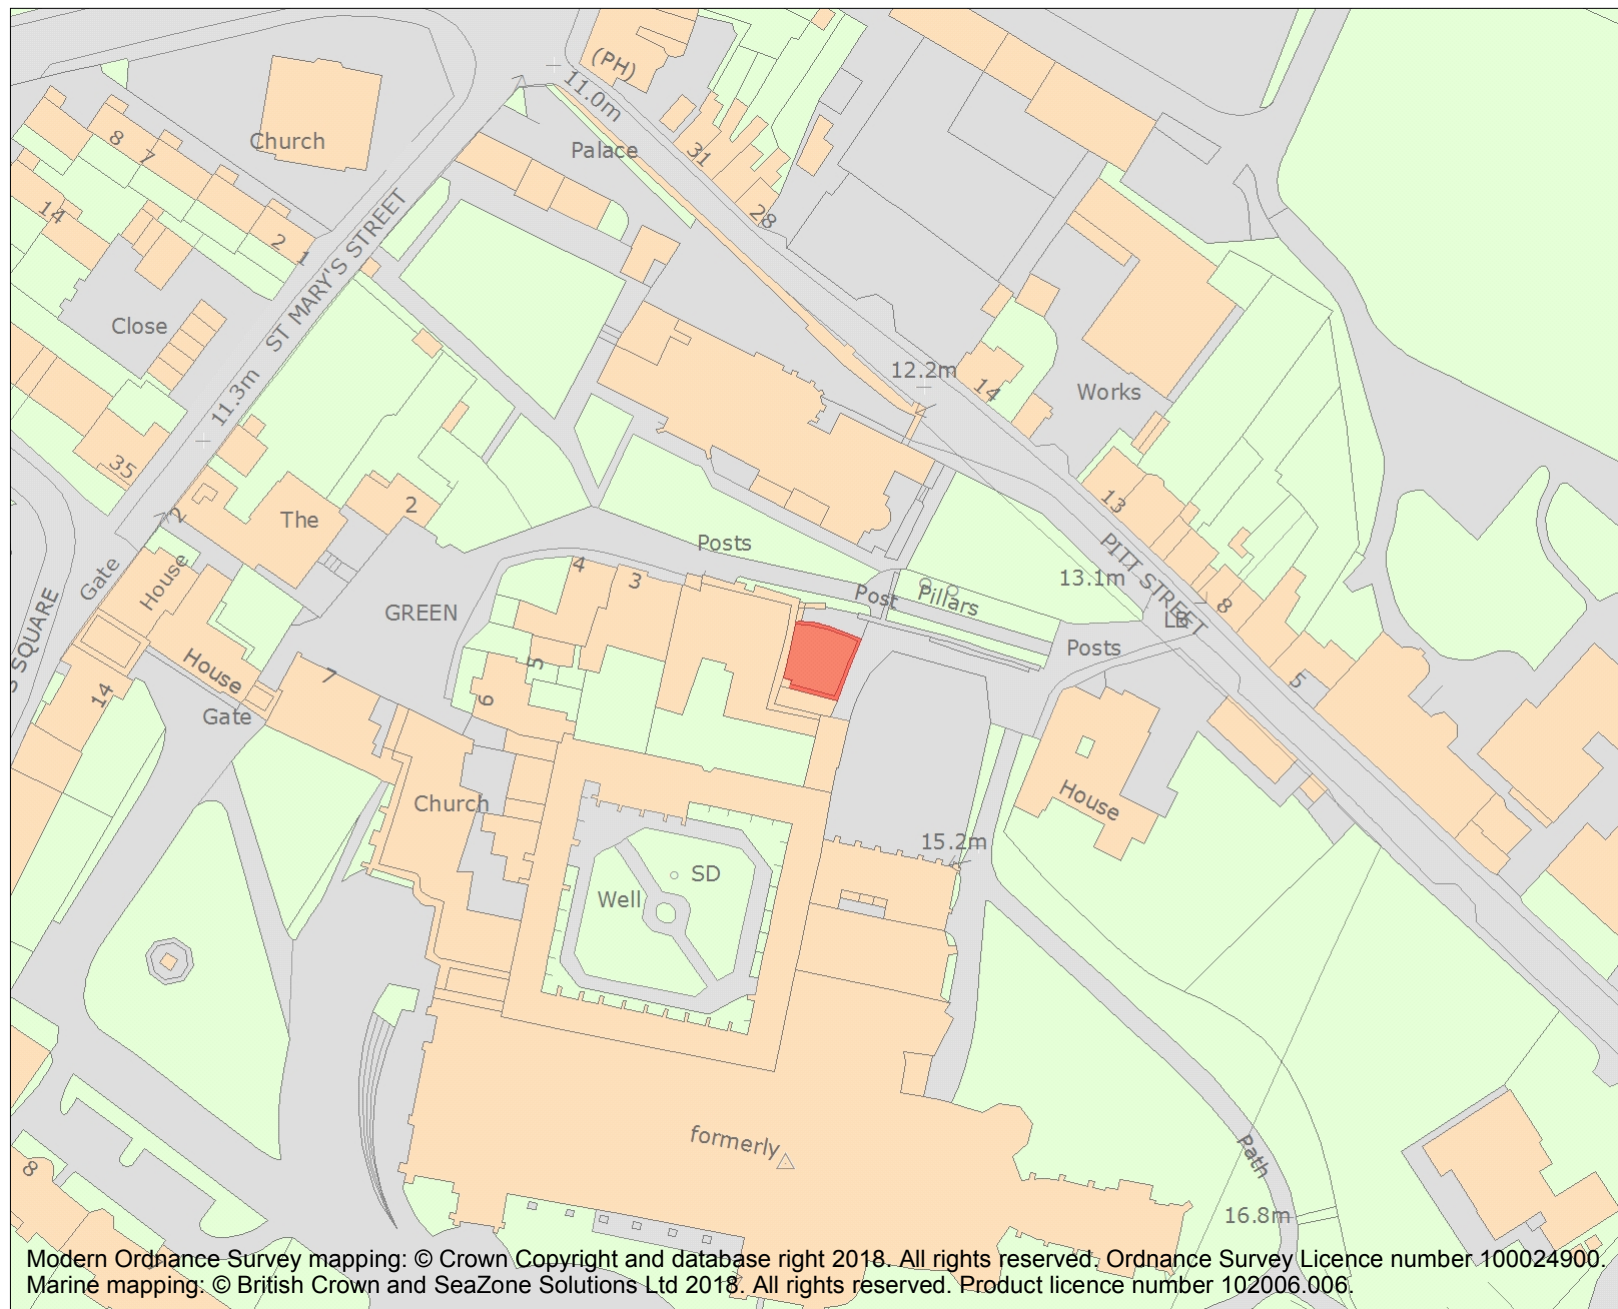 (PH)
11.0m
Church
Palace
8
7
31
14
28
2
1
ST MARY'S STREET
Close
12.2m
14
Works
11.3m
35
13
2
The
2
Posts
PITT STREET
Gate
House
4
3
13.1m
GREEN
Post
Pillars
8
LB
S SQUARE
Posts
5
House
7
5
14
6
Gate
House
Church
15.2m
SD
Well
formerly
Path
8
16.8m
Modern Ordnance Survey mapping: © Crown Copyright and database right 2018. All rights reserved. Ordnance Survey Licence number 100024900.
Marine mapping: © British Crown and SeaZone Solutions Ltd 2018. All rights reserved. Product licence number 102006.006.